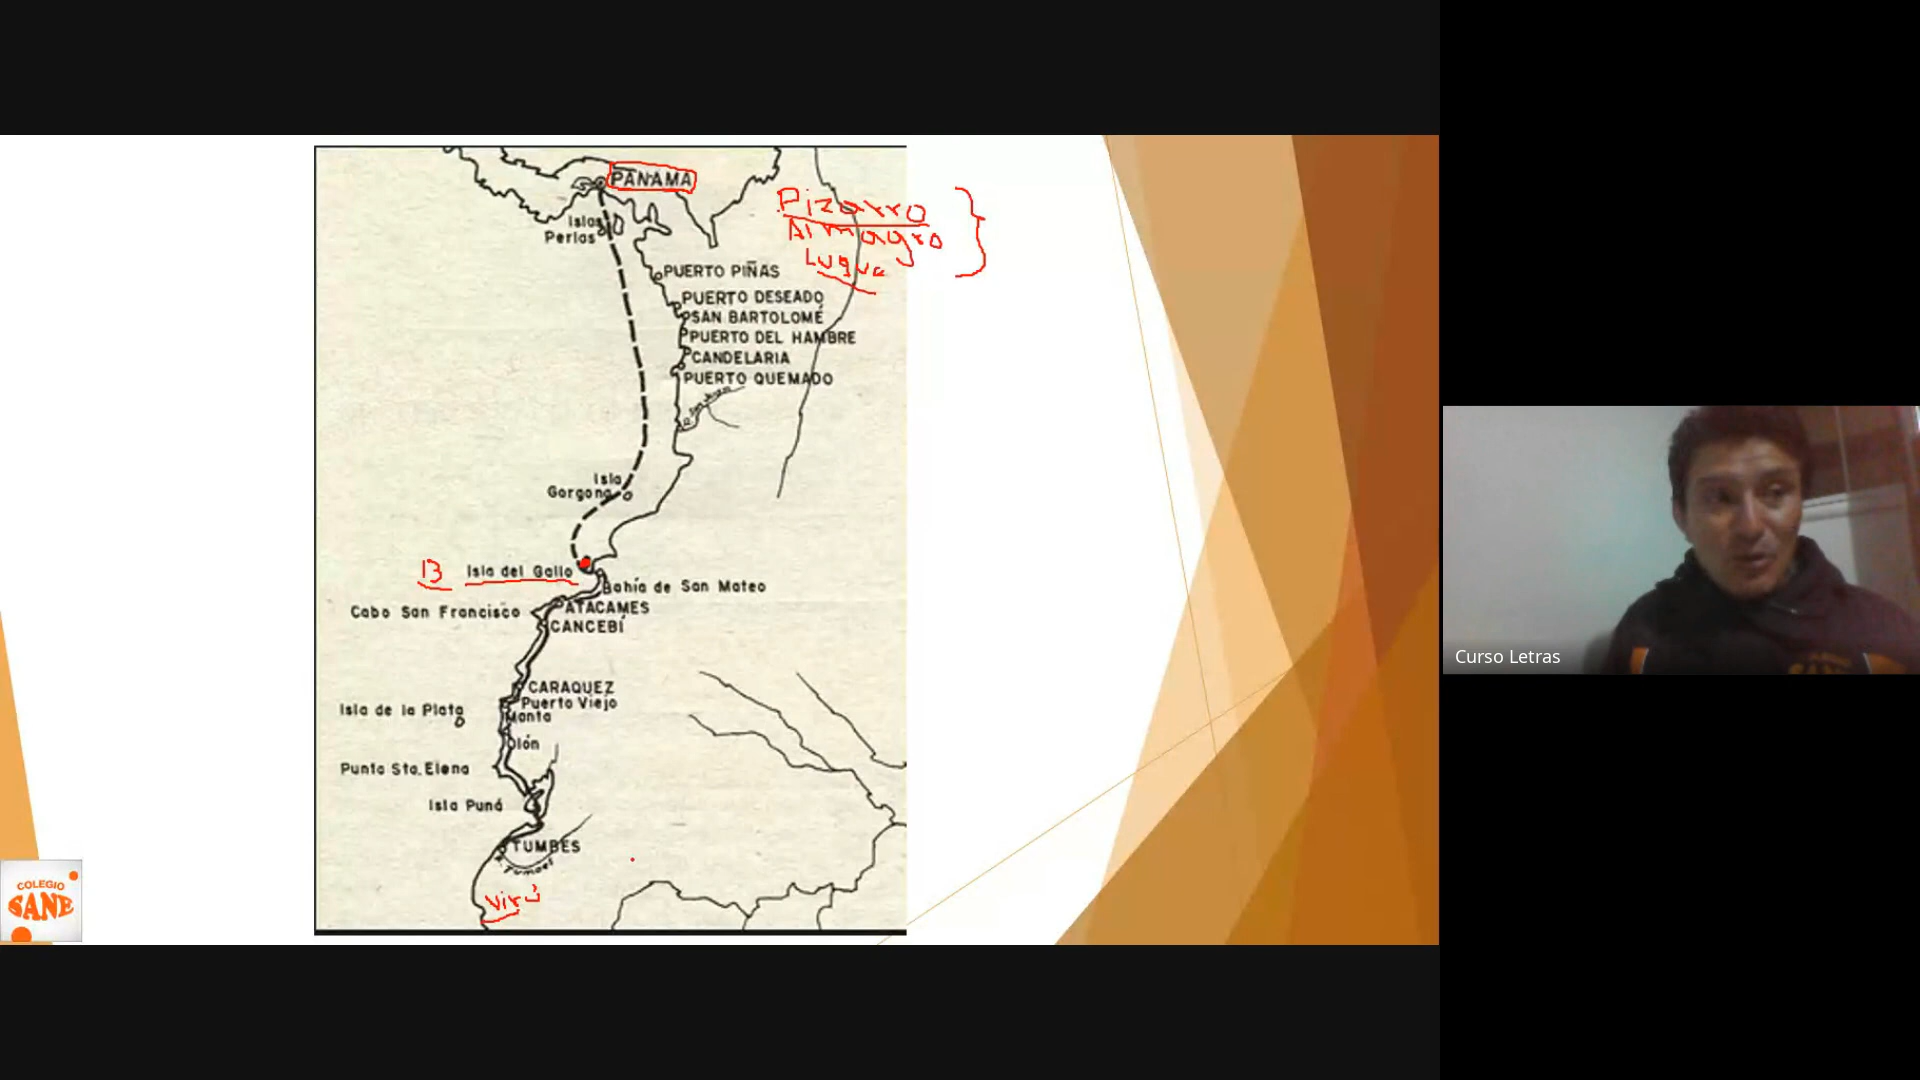 PANAMA
Pizarro
Almagro
Luque
Islas
Perlas
PUERTO PIÑAS
PUERTO DESEADO
SAN BARTOLOMÉ
PUERTO DEL HAMBRE
CANDELARIA
PUERTO QUEMADO
Isla
Gorgona
13 Isla del Gallo
Bahía de San Mateo
Cabo San Francisco
ATACAMES
CANCEBÍ
CARAQUEZ
Puerto Viejo
Isla de la Plata
Manta
Olón
Punta Sta. Elena
Isla Puná
TUMBES
Virú
COLEGIO
SANE
Curso Letras